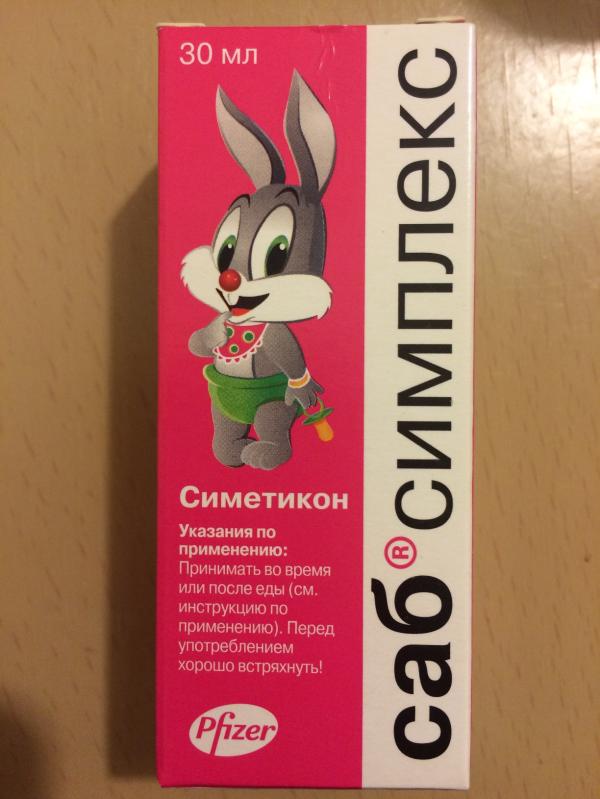 30 мл
Симетикон
Указания по
применению:
Принимать во время
или после еды (см.
инструкцию по
применению). Перед
употреблением
хорошо встряхнуть!
Pfizer
саб® симплекс